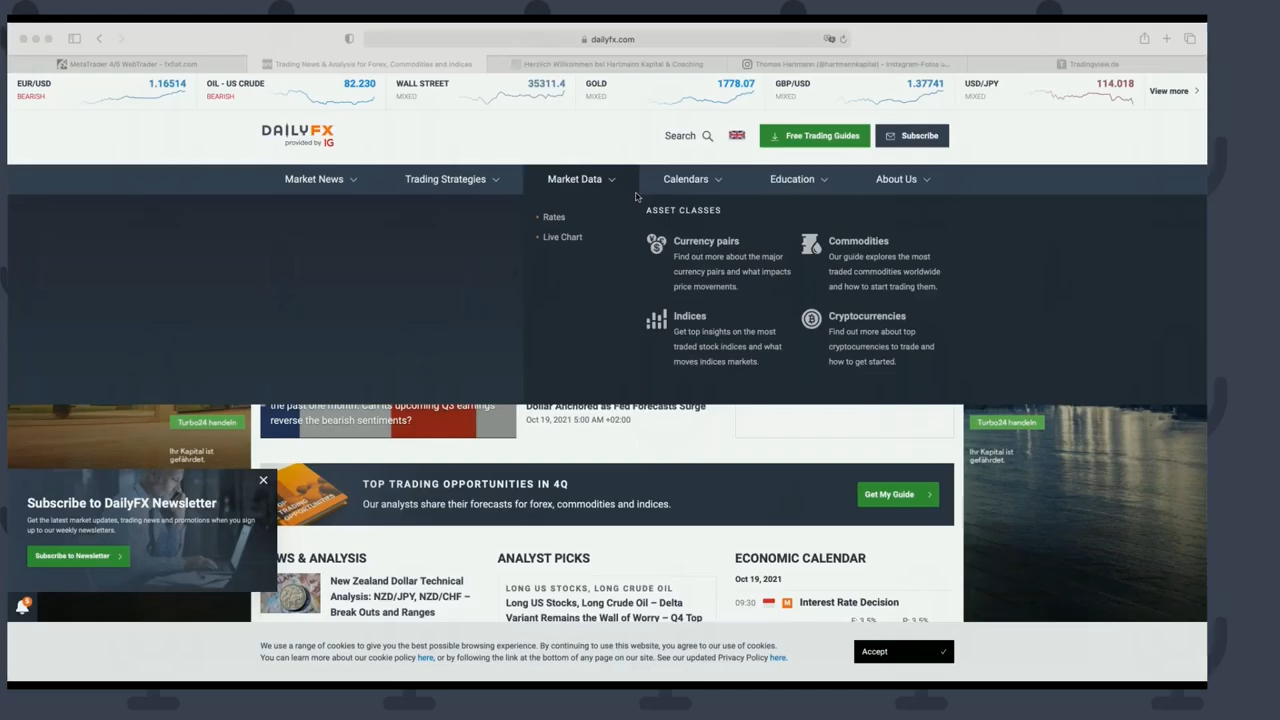 dailyfx.com
MetaTrader 4/5 WebTrader - fxflat.com
Trading News & Analysis for Forex, Commodities and Indices
Herzlich Willkommen bei Hartmann Kapital & Coaching
Thomas Hartmann (@hartmannkapital) • Instagram-Fotos u...
Tradingview.de
EUR/USD
1.16514
BEARISH
OIL - US CRUDE
82.230
BEARISH
WALL STREET
35311.4
MIXED
GOLD
1778.07
MIXED
GBP/USD
1.37741
MIXED
USD/JPY
114.018
MIXED
View more
DAILYFX
provided by IG
Search
Free Trading Guides
Subscribe
Market News
Trading Strategies
Market Data
Calendars
Education
About Us
Rates
Live Chart
ASSET CLASSES
Currency pairs
Find out more about the major
currency pairs and what impacts
price movements.
Commodities
Our guide explores the most
traded commodities worldwide
and how to start trading them.
Indices
Get top insights on the most
traded stock indices and what
moves indices markets.
Cryptocurrencies
Find out more about top
cryptocurrencies to trade and
how to get started.
the past one month. Can its upcoming Q3 earnings
reverse the bearish sentiments?
Dollar Anchored as Fed Forecasts Surge
Oct 19, 2021 5:00 AM +02:00
Turbo24 handeln
Ihr Kapital ist
gefährdet.
Turbo24 handeln
Ihr Kapital ist
gefährdet.
TOP TRADING OPPORTUNITIES IN 4Q
Our analysts share their forecasts for forex, commodities and indices.
Get My Guide
Subscribe to DailyFX Newsletter
Get the latest market updates, trading news and promotions when you sign
up to our weekly newsletters.
Subscribe to Newsletter
WS & ANALYSIS
New Zealand Dollar Technical
Analysis: NZD/JPY, NZD/CHF –
Break Outs and Ranges
ANALYST PICKS
LONG US STOCKS, LONG CRUDE OIL
Long US Stocks, Long Crude Oil – Delta
Variant Remains the Wall of Worry – Q4 Top
ECONOMIC CALENDAR
Oct 19, 2021
09:30 M Interest Rate Decision
F: 3.5% P: 3.5%
We use a range of cookies to give you the best possible browsing experience. By continuing to use this website, you agree to our use of cookies.
You can learn more about our cookie policy here, or by following the link at the bottom of any page on our site. See our updated Privacy Policy here.
Accept